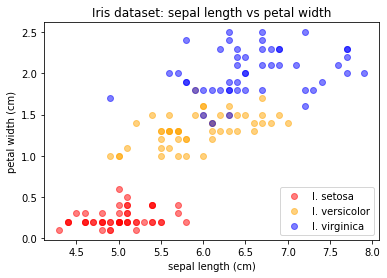 Iris dataset: sepal length vs petal width
petal width (cm)
2.5
2.0
1.5
1.0
0.5
0.0
I. setosa
I. versicolor
I. virginica
4.5 5.0 5.5 6.0 6.5 7.0 7.5 8.0
sepal length (cm)